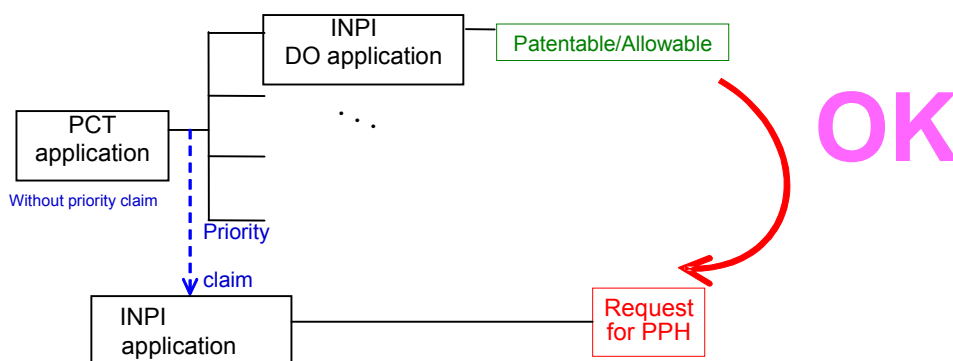 INPI
DO application
Patentable/Allowable
. . .
OK
PCT
application
Without priority claim
Priority
claim
INPI
application
Request
for PPH